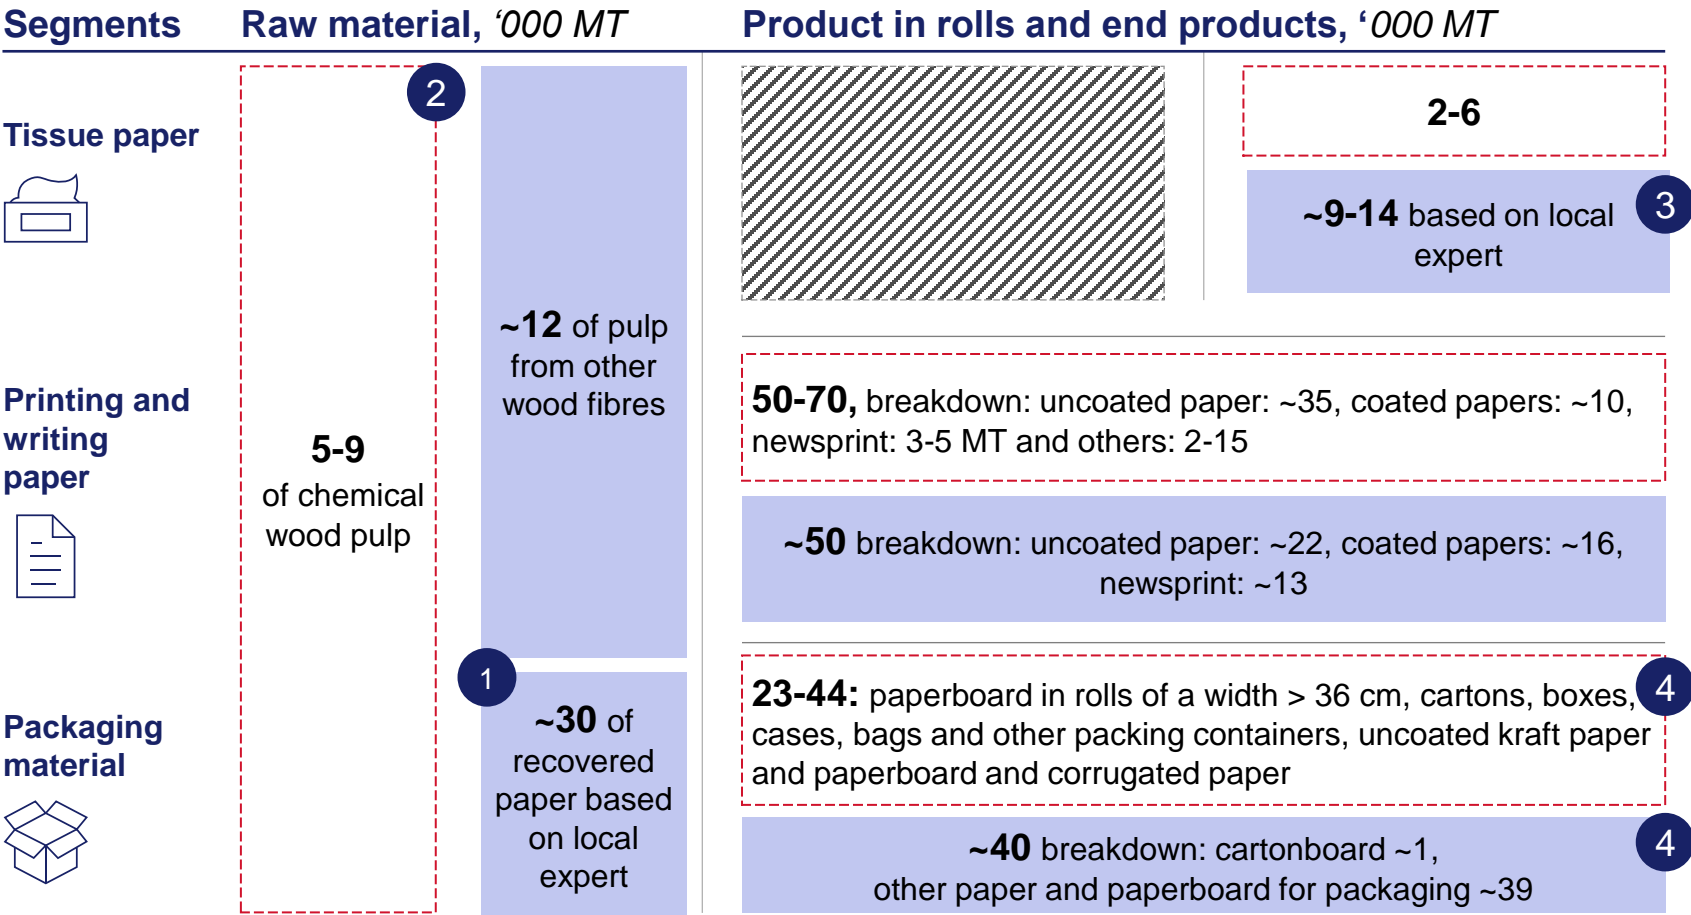 Segments
Raw material, ‘000 MT
Product in rolls and end products, ‘000 MT
Tissue paper
Printing and
writing
paper
Packaging
material
2
5-9
of chemical
wood pulp
~12 of pulp
from other
wood fibres
1
~30 of
recovered
paper based
on local
expert
2-6
3
~9-14 based on local
expert
50-70, breakdown: uncoated paper: ~35, coated papers: ~10,
newsprint: 3-5 MT and others: 2-15
~50 breakdown: uncoated paper: ~22, coated papers: ~16,
newsprint: ~13
4
23-44: paperboard in rolls of a width > 36 cm, cartons, boxes,
cases, bags and other packing containers, uncoated kraft paper
and paperboard and corrugated paper
4
~40 breakdown: cartonboard ~1,
other paper and paperboard for packaging ~39